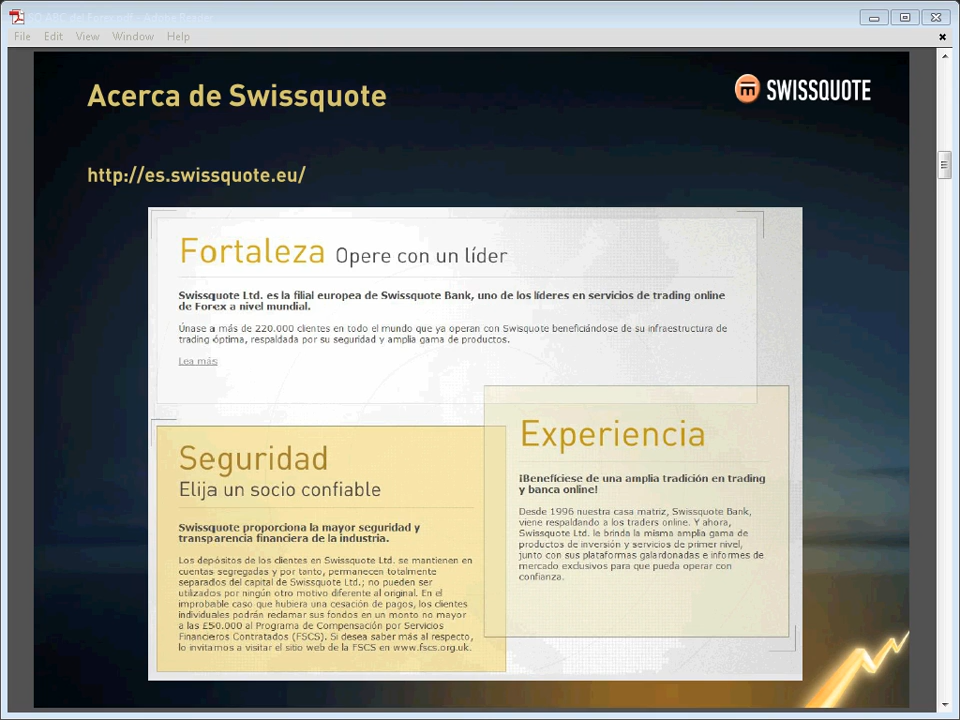 File Edit View Window Help
Acerca de Swissquote
SWISSQUOTE
http://es.swissquote.eu/
Fortaleza Opere con un líder
Swissquote Ltd. es la filial europea de Swissquote Bank, uno de los líderes en servicios de trading online
de Forex a nivel mundial.
Únase a más de 220.000 clientes en todo el mundo que ya operan con Swisquote beneficiándose de su infraestructura de
trading óptima, respaldada por su seguridad y amplia gama de productos.
Lea más
Seguridad
Elija un socio confiable
Swissquote proporciona la mayor seguridad y
transparencia financiera de la industria.
Los depósitos de los clientes en Swissquote Ltd. se mantienen en
cuentas segregadas y por tanto, permanecen totalmente
separados del capital de Swissquote Ltd.; no pueden ser
utilizados por ningún otro motivo diferente al original. En el
improbable caso que hubiera una cesación de pagos, los clientes
individuales podrán reclamar sus fondos en un monto no mayor
a las £50.000 al Programa de Compensación por Servicios
Financieros Contratados (FSCS). Si desea saber más al respecto,
lo invitamos a visitar el sitio web de la FSCS en www.fscs.org.uk.
Experiencia
¡Benefíciese de una amplia tradición en trading
y banca online!
Desde 1996 nuestra casa matriz, Swissquote Bank,
viene respaldando a los traders online. Y ahora,
Swissquote Ltd. le brinda la misma amplia gama de
productos de inversión y servicios de primer nivel,
junto con sus plataformas galardonadas e informes de
mercado exclusivos para que pueda operar con
confianza.